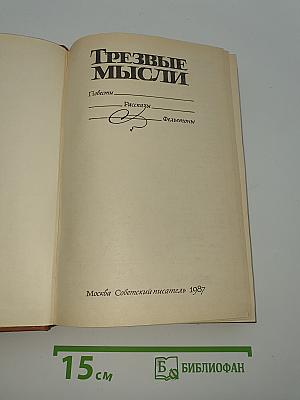 ТРЕЗВЫЕ
МЫСЛИ
Повести
Рассказы
Фельетоны
Москва Советский писатель 1987
15 см
Б БИБЛИОФАН